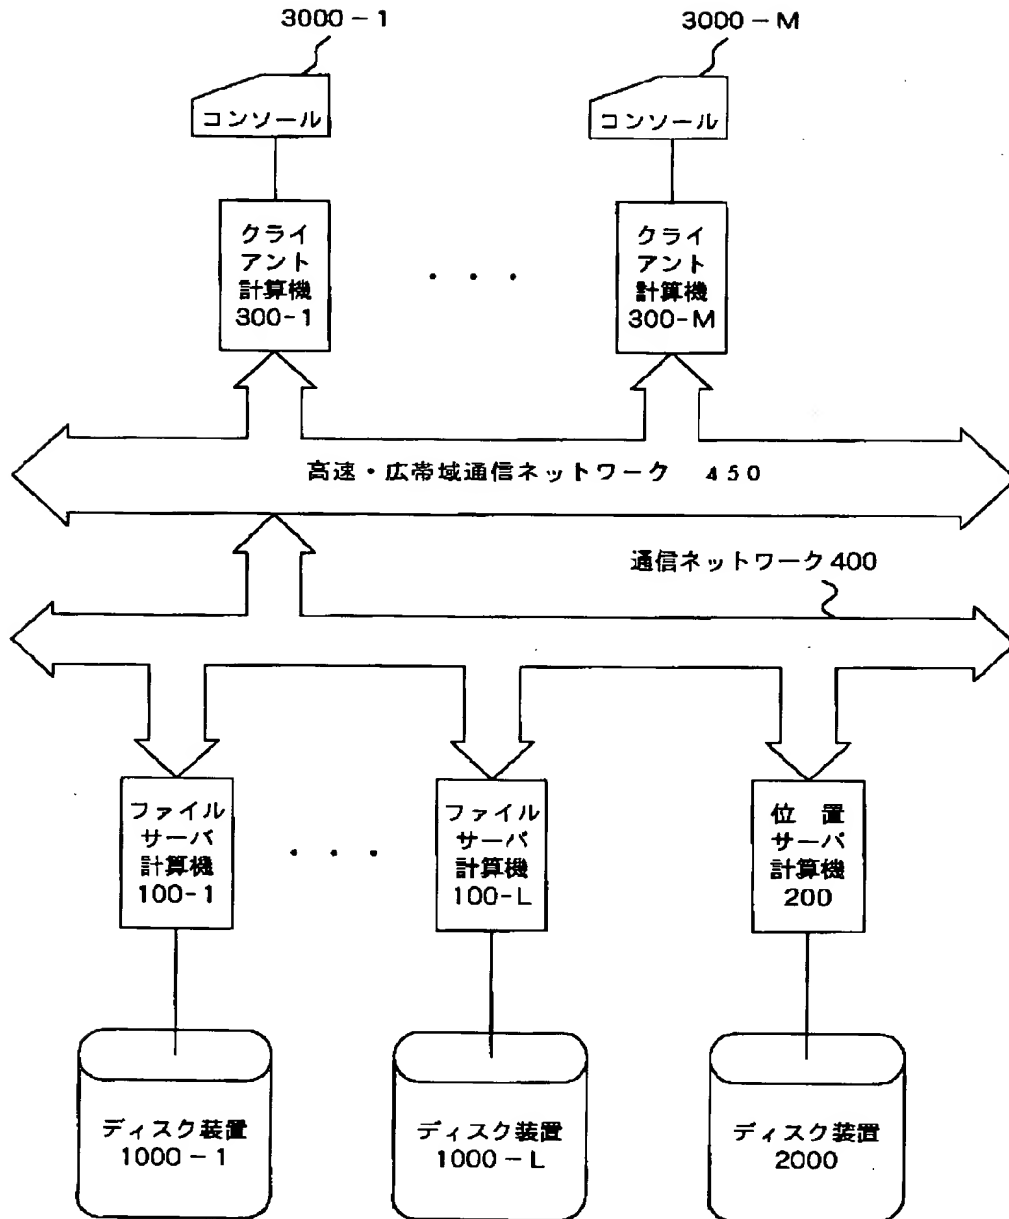 3000-1
3000-M
コンソール
コンソール
クライ
アント
計算機
300-1
・・・
クライ
アント
計算機
300-M
高速・広帯域通信ネットワーク 450
通信ネットワーク400
ファイル
サーバ
計算機
100-1
・・・
ファイル
サーバ
計算機
100-L
位 置
サーバ
計算機
200
ディスク装置
1000-1
ディスク装置
1000-L
ディスク装置
2000